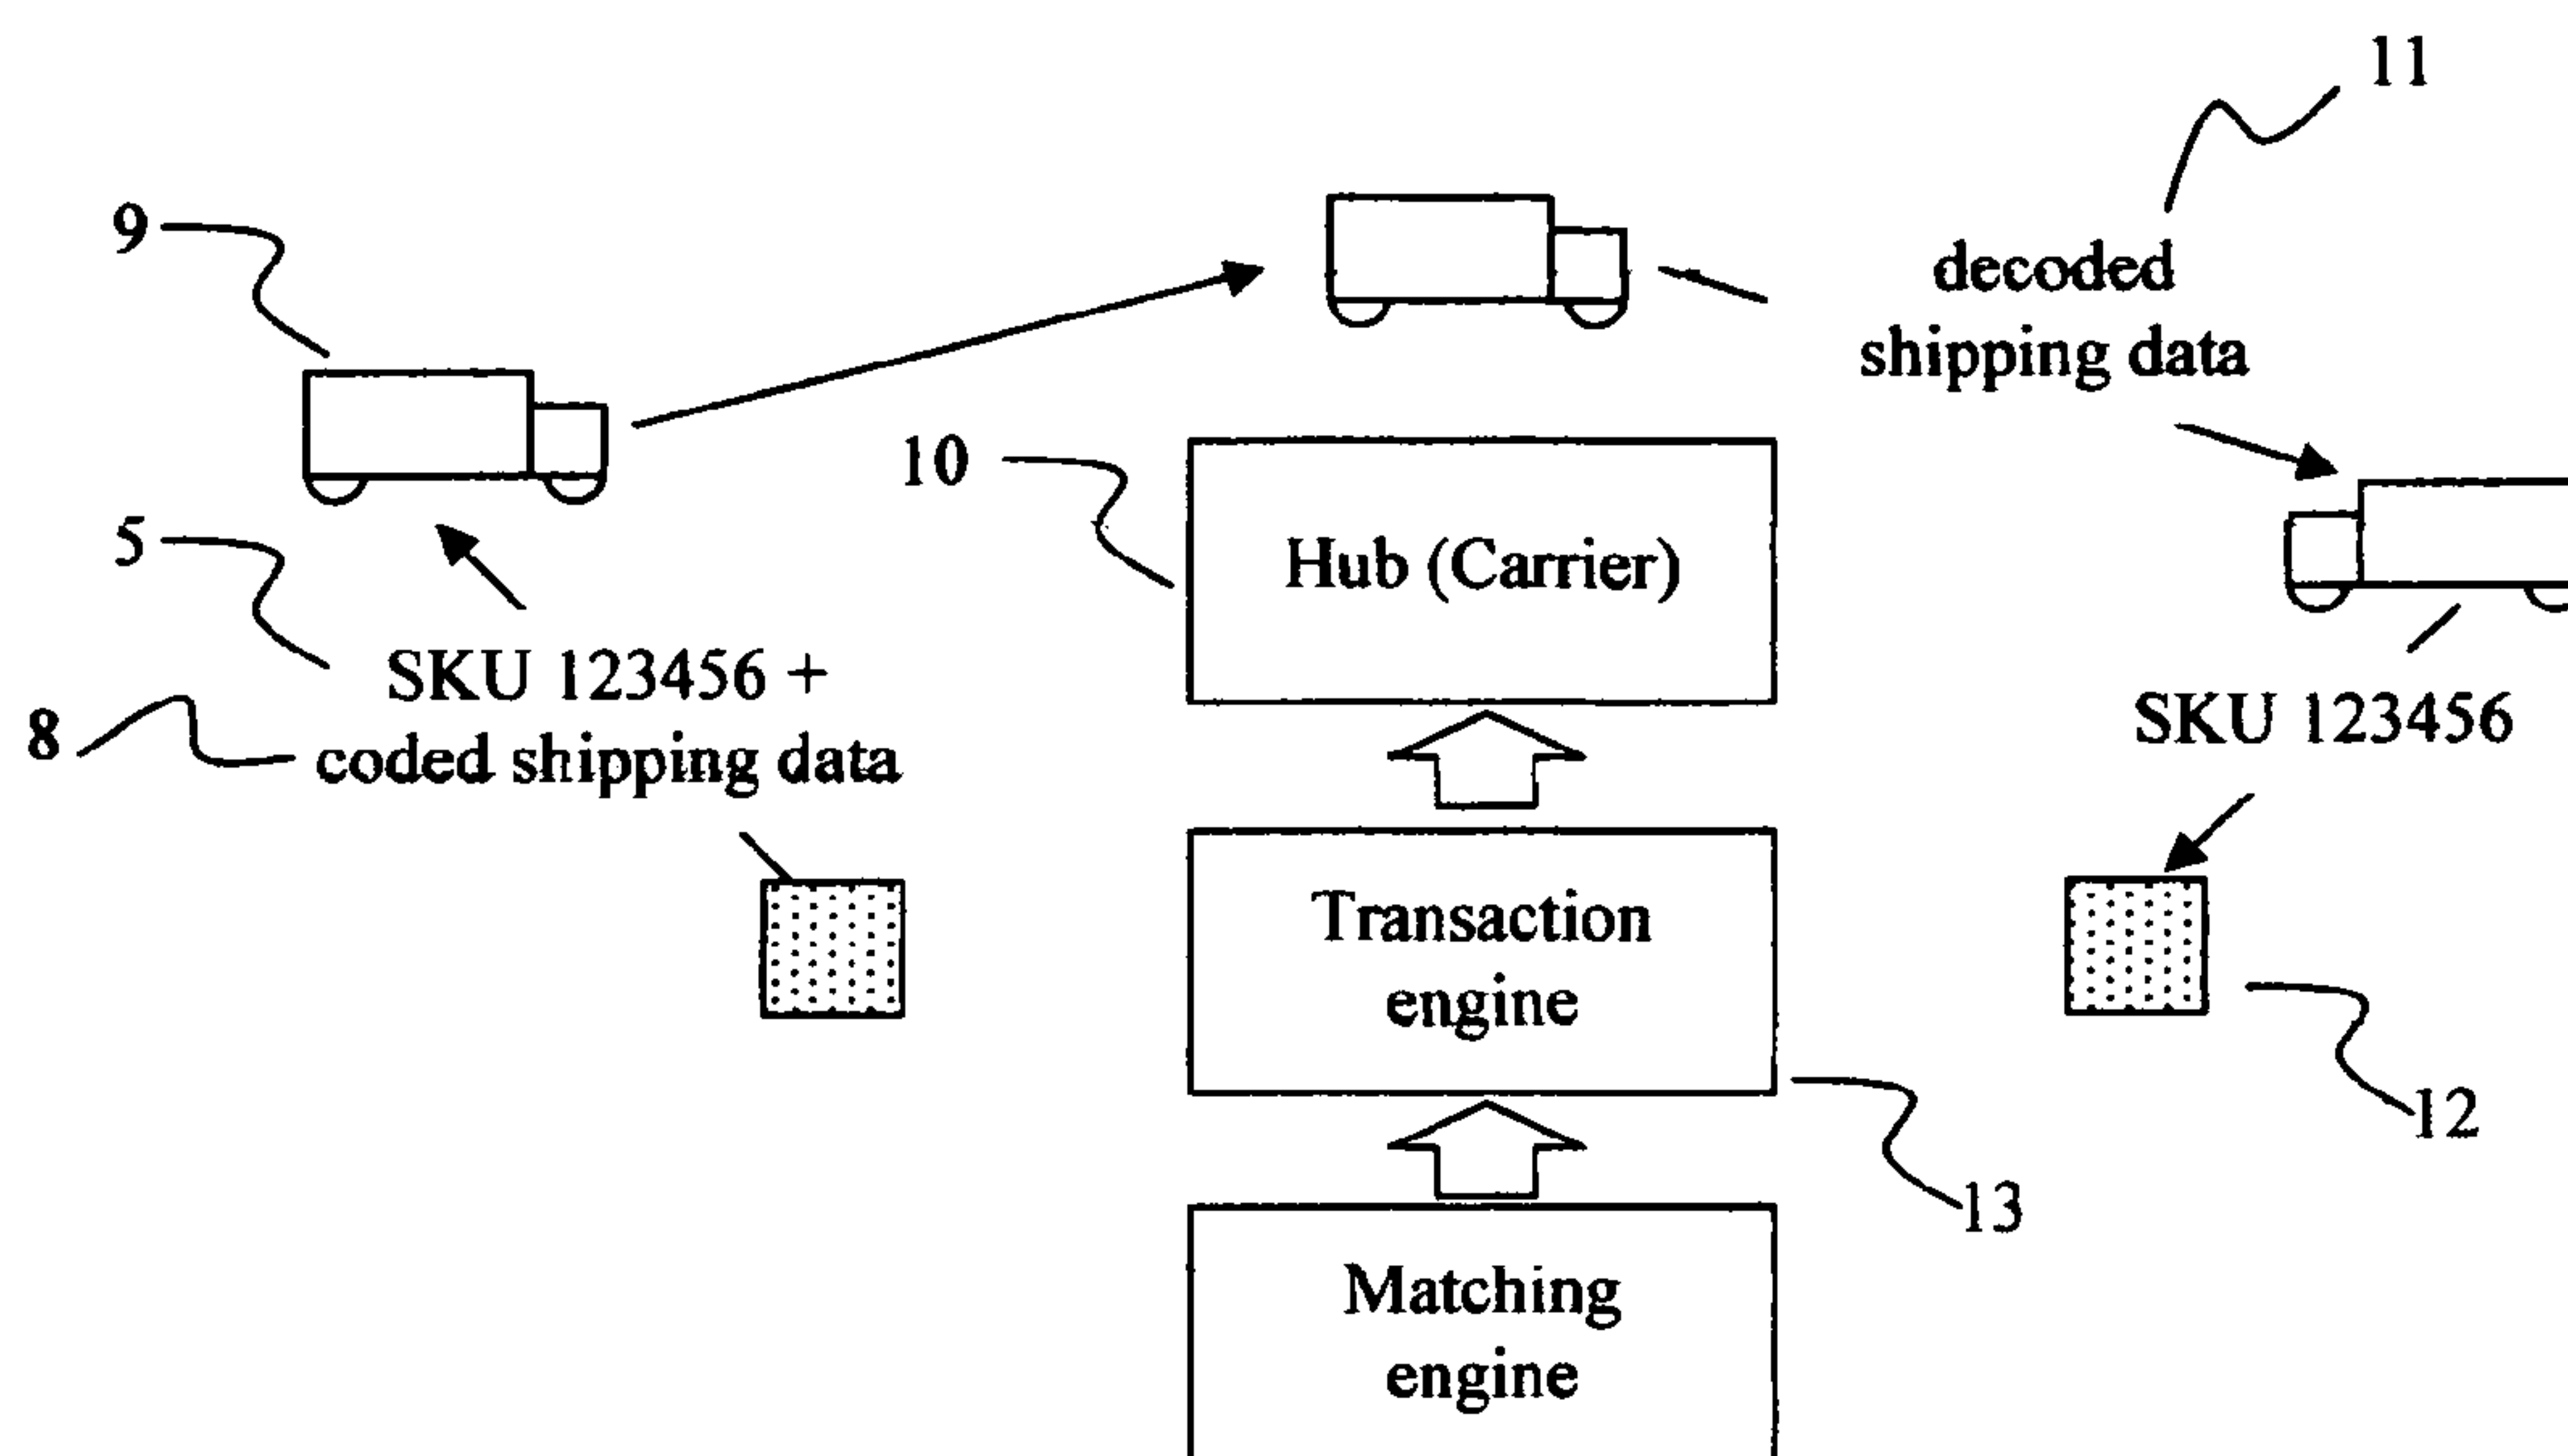 11
9
decoded
shipping data
10
5
Hub (Carrier)
SKU 123456 +
8
coded shipping data
SKU 123456
Transaction
engine
12
13
Matching
engine